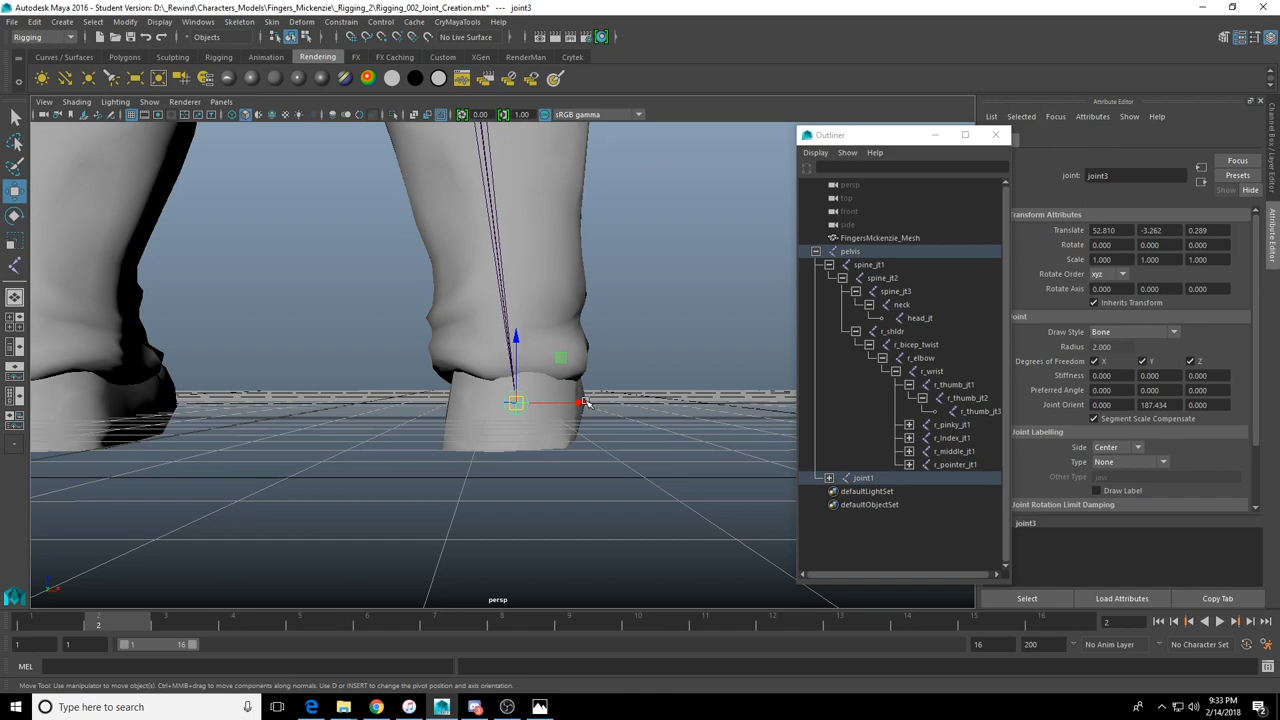 Autodesk Maya 2016 - Student Version: D:\_Rewind\Characters_Models\Fingers_Mckenzie\_Rigging_2\Rigging_002_Joint_Creation.mb* --- joint3
File Edit Create Select Modify Display Windows Skeleton Skin Deform Constrain Control Cache CryMayaTools Help
Rigging Objects No Live Surface
Curves / Surfaces Polygons Sculpting Rigging Animation Rendering FX FX Caching Custom XGen RenderMan Crytek
View Shading Lighting Show Renderer Panels
0.00 1.00 sRGB gamma
persp
Outliner
Display Show Help
persp
top
front
side
FingersMckenzie_Mesh
pelvis
spine_jt1
spine_jt2
spine_jt3
neck
head_jt
r_shldr
r_bicep_twist
r_elbow
r_wrist
r_thumb_jt1
r_thumb_jt2
r_thumb_jt3
r_pinky_jt1
r_Index_jt1
r_middle_jt1
r_pointer_jt1
joint1
defaultLightSet
defaultObjectSet
Attribute Editor
List Selected Focus Attributes Show Help
joint: joint3
Focus
Presets
Show Hide
Transform Attributes
Translate 52.810 -3.262 0.289
Rotate 0.000 0.000 0.000
Scale 1.000 1.000 1.000
Rotate Order xyz
Rotate Axis 0.000 0.000 0.000
Inherits Transform
Joint
Draw Style Bone
Radius 2.000
Degrees of Freedom X Y Z
Stiffness 0.000 0.000 0.000
Preferred Angle 0.000 0.000 0.000
Joint Orient 0.000 187.434 0.000
Segment Scale Compensate
Joint Labelling
Side Center
Type None
Other Type Jaw
Draw Label
Joint Rotation Limit Damping
joint3
Select Load Attributes Copy Tab
Channel Box / Layer Editor
Attribute Editor
1 2 3 4 5 6 7 8 9 10 11 12 13 14 15 16
2
2
1 1 1 16 16 200 No Anim Layer No Character Set
MEL
Move Tool: Use manipulator to move object(s). Ctrl+MMB+drag to move components along normals. Use D or INSERT to change the pivot position and axis orientation.
Type here to search
9:33 PM
2/14/2018
2